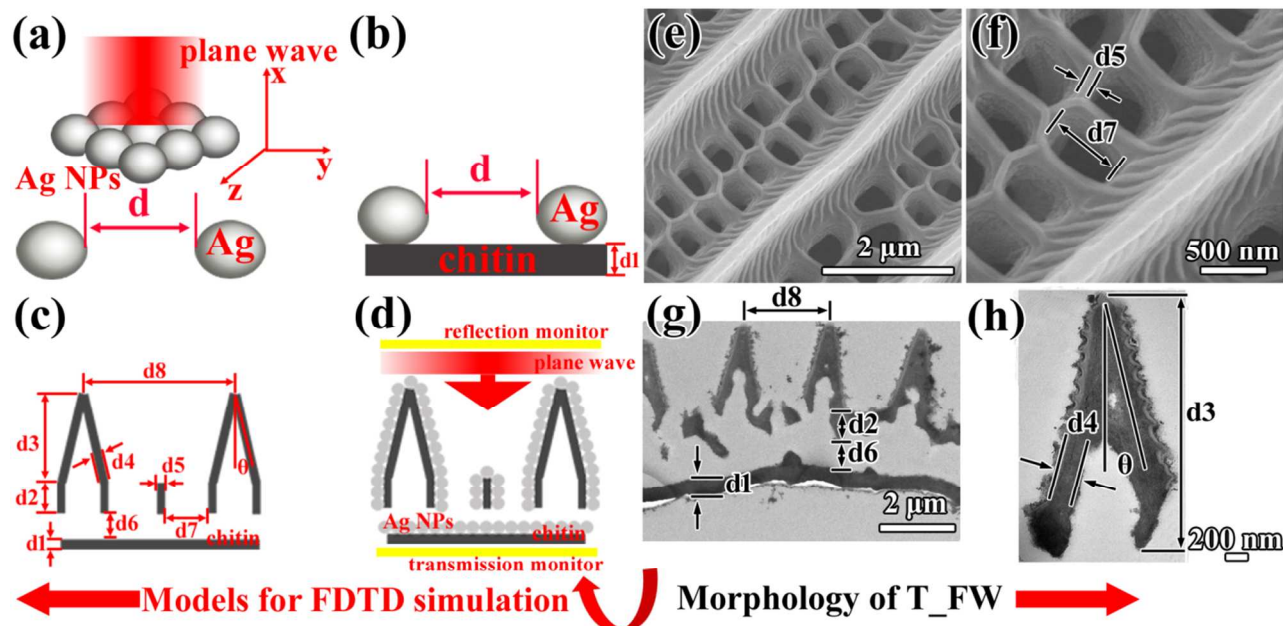 (a)
plane wave
x
y
z
Ag NPs
d
Ag
(b)
d
Ag
chitin
d1
(c)
d8
d3
d4
d5
θ
d2
d6
d7
chitin
d1
(d)
reflection monitor
plane wave
Ag NPs
chitin
transmission monitor
Models for FDTD simulation
(e)
2 μm
(f)
d5
d7
500 nm
(g)
d8
d2
d6
d1
2 μm
(h)
d3
d4
θ
200 nm
Morphology of T_FW